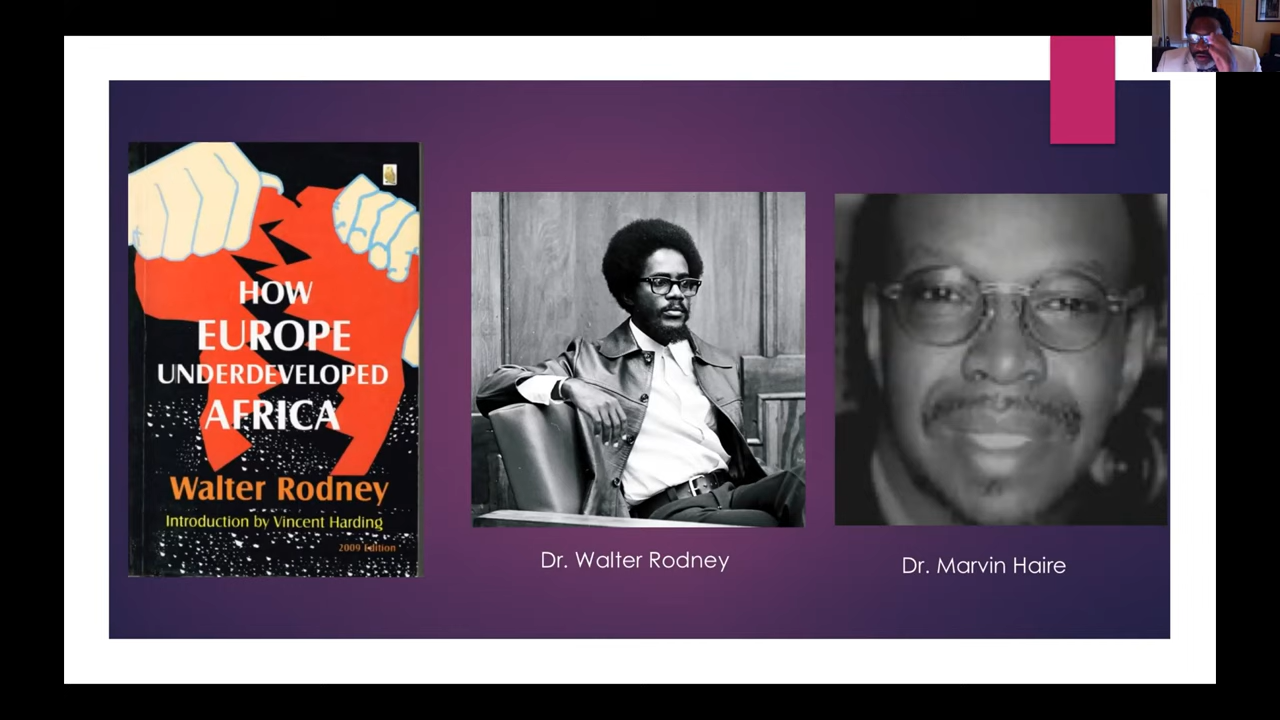 HOW
EUROPE
UNDERDEVELOPED
AFRICA
Walter Rodney
Introduction by Vincent Harding
2009 Edition
Dr. Walter Rodney
Dr. Marvin Haire